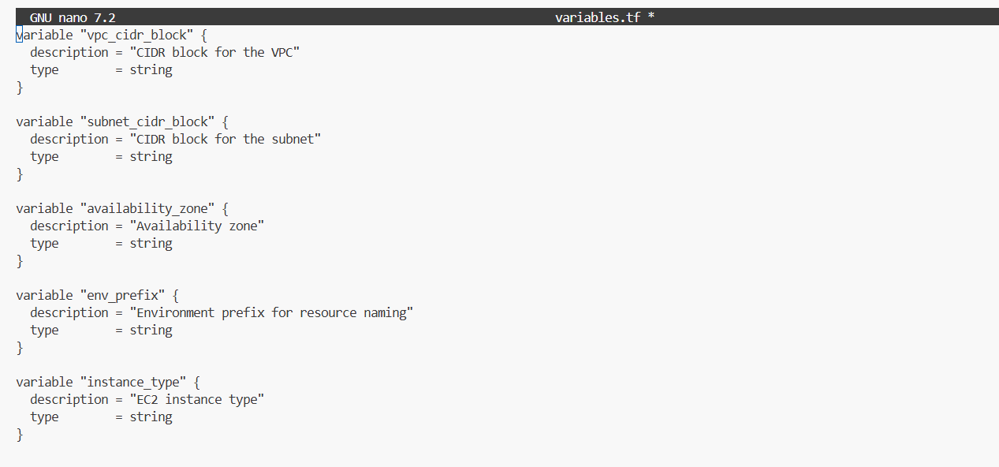 GNU nano 7.2 variables.tf *
variable "vpc_cidr_block" {
  description = "CIDR block for the VPC"
  type        = string
}

variable "subnet_cidr_block" {
  description = "CIDR block for the subnet"
  type        = string
}

variable "availability_zone" {
  description = "Availability zone"
  type        = string
}

variable "env_prefix" {
  description = "Environment prefix for resource naming"
  type        = string
}

variable "instance_type" {
  description = "EC2 instance type"
  type        = string
}